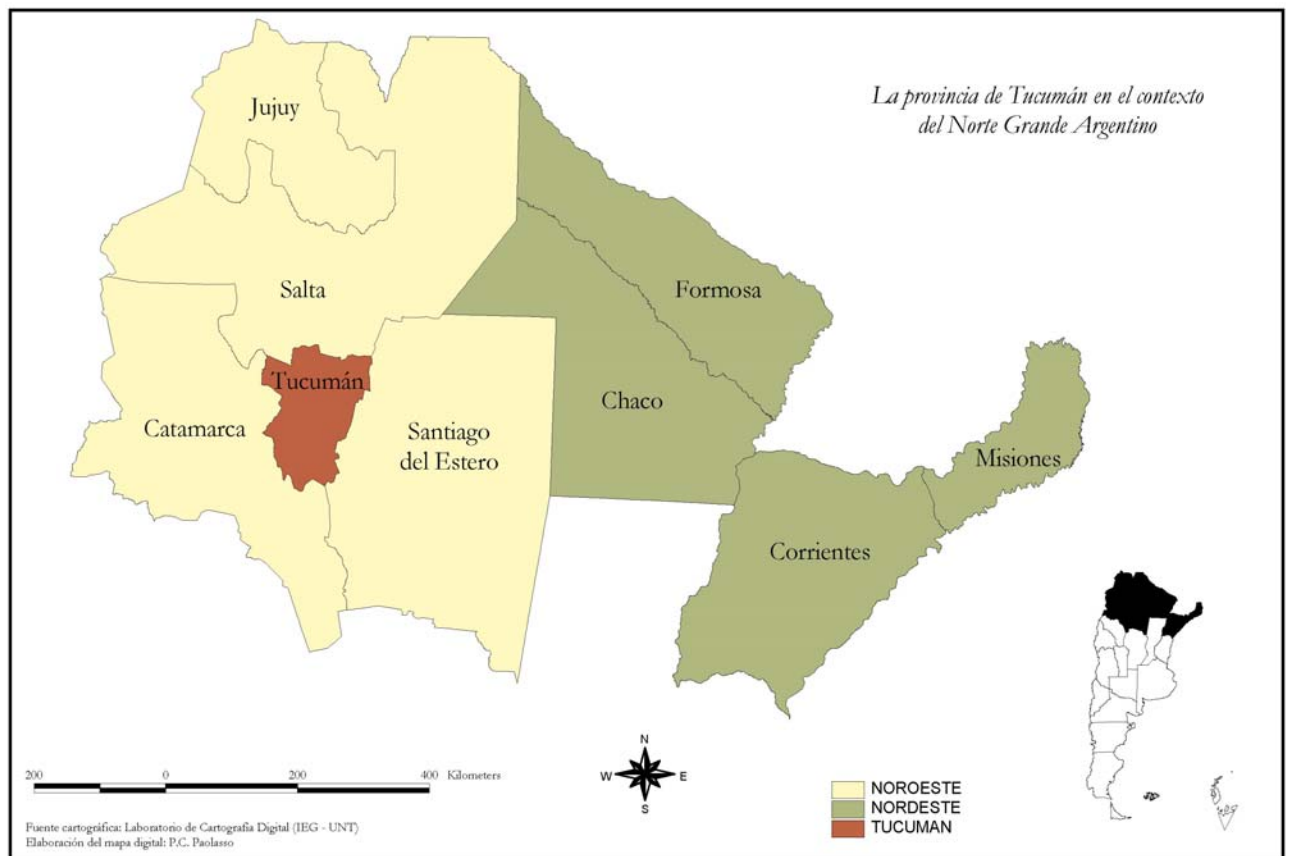 La provincia de Tucumán en el contexto
del Norte Grande Argentino
Jujuy
Salta
Formosa
Tucumán
Chaco
Catamarca
Santiago
del Estero
Misiones
Corrientes
N
W E
S
200 0 200 400 Kilometers
NOROESTE
NORDESTE
TUCUMAN
Fuente cartográfica: Laboratorio de Cartografía Digital (IEG - UNT)
Elaboración del mapa digital: P.C. Paolasso